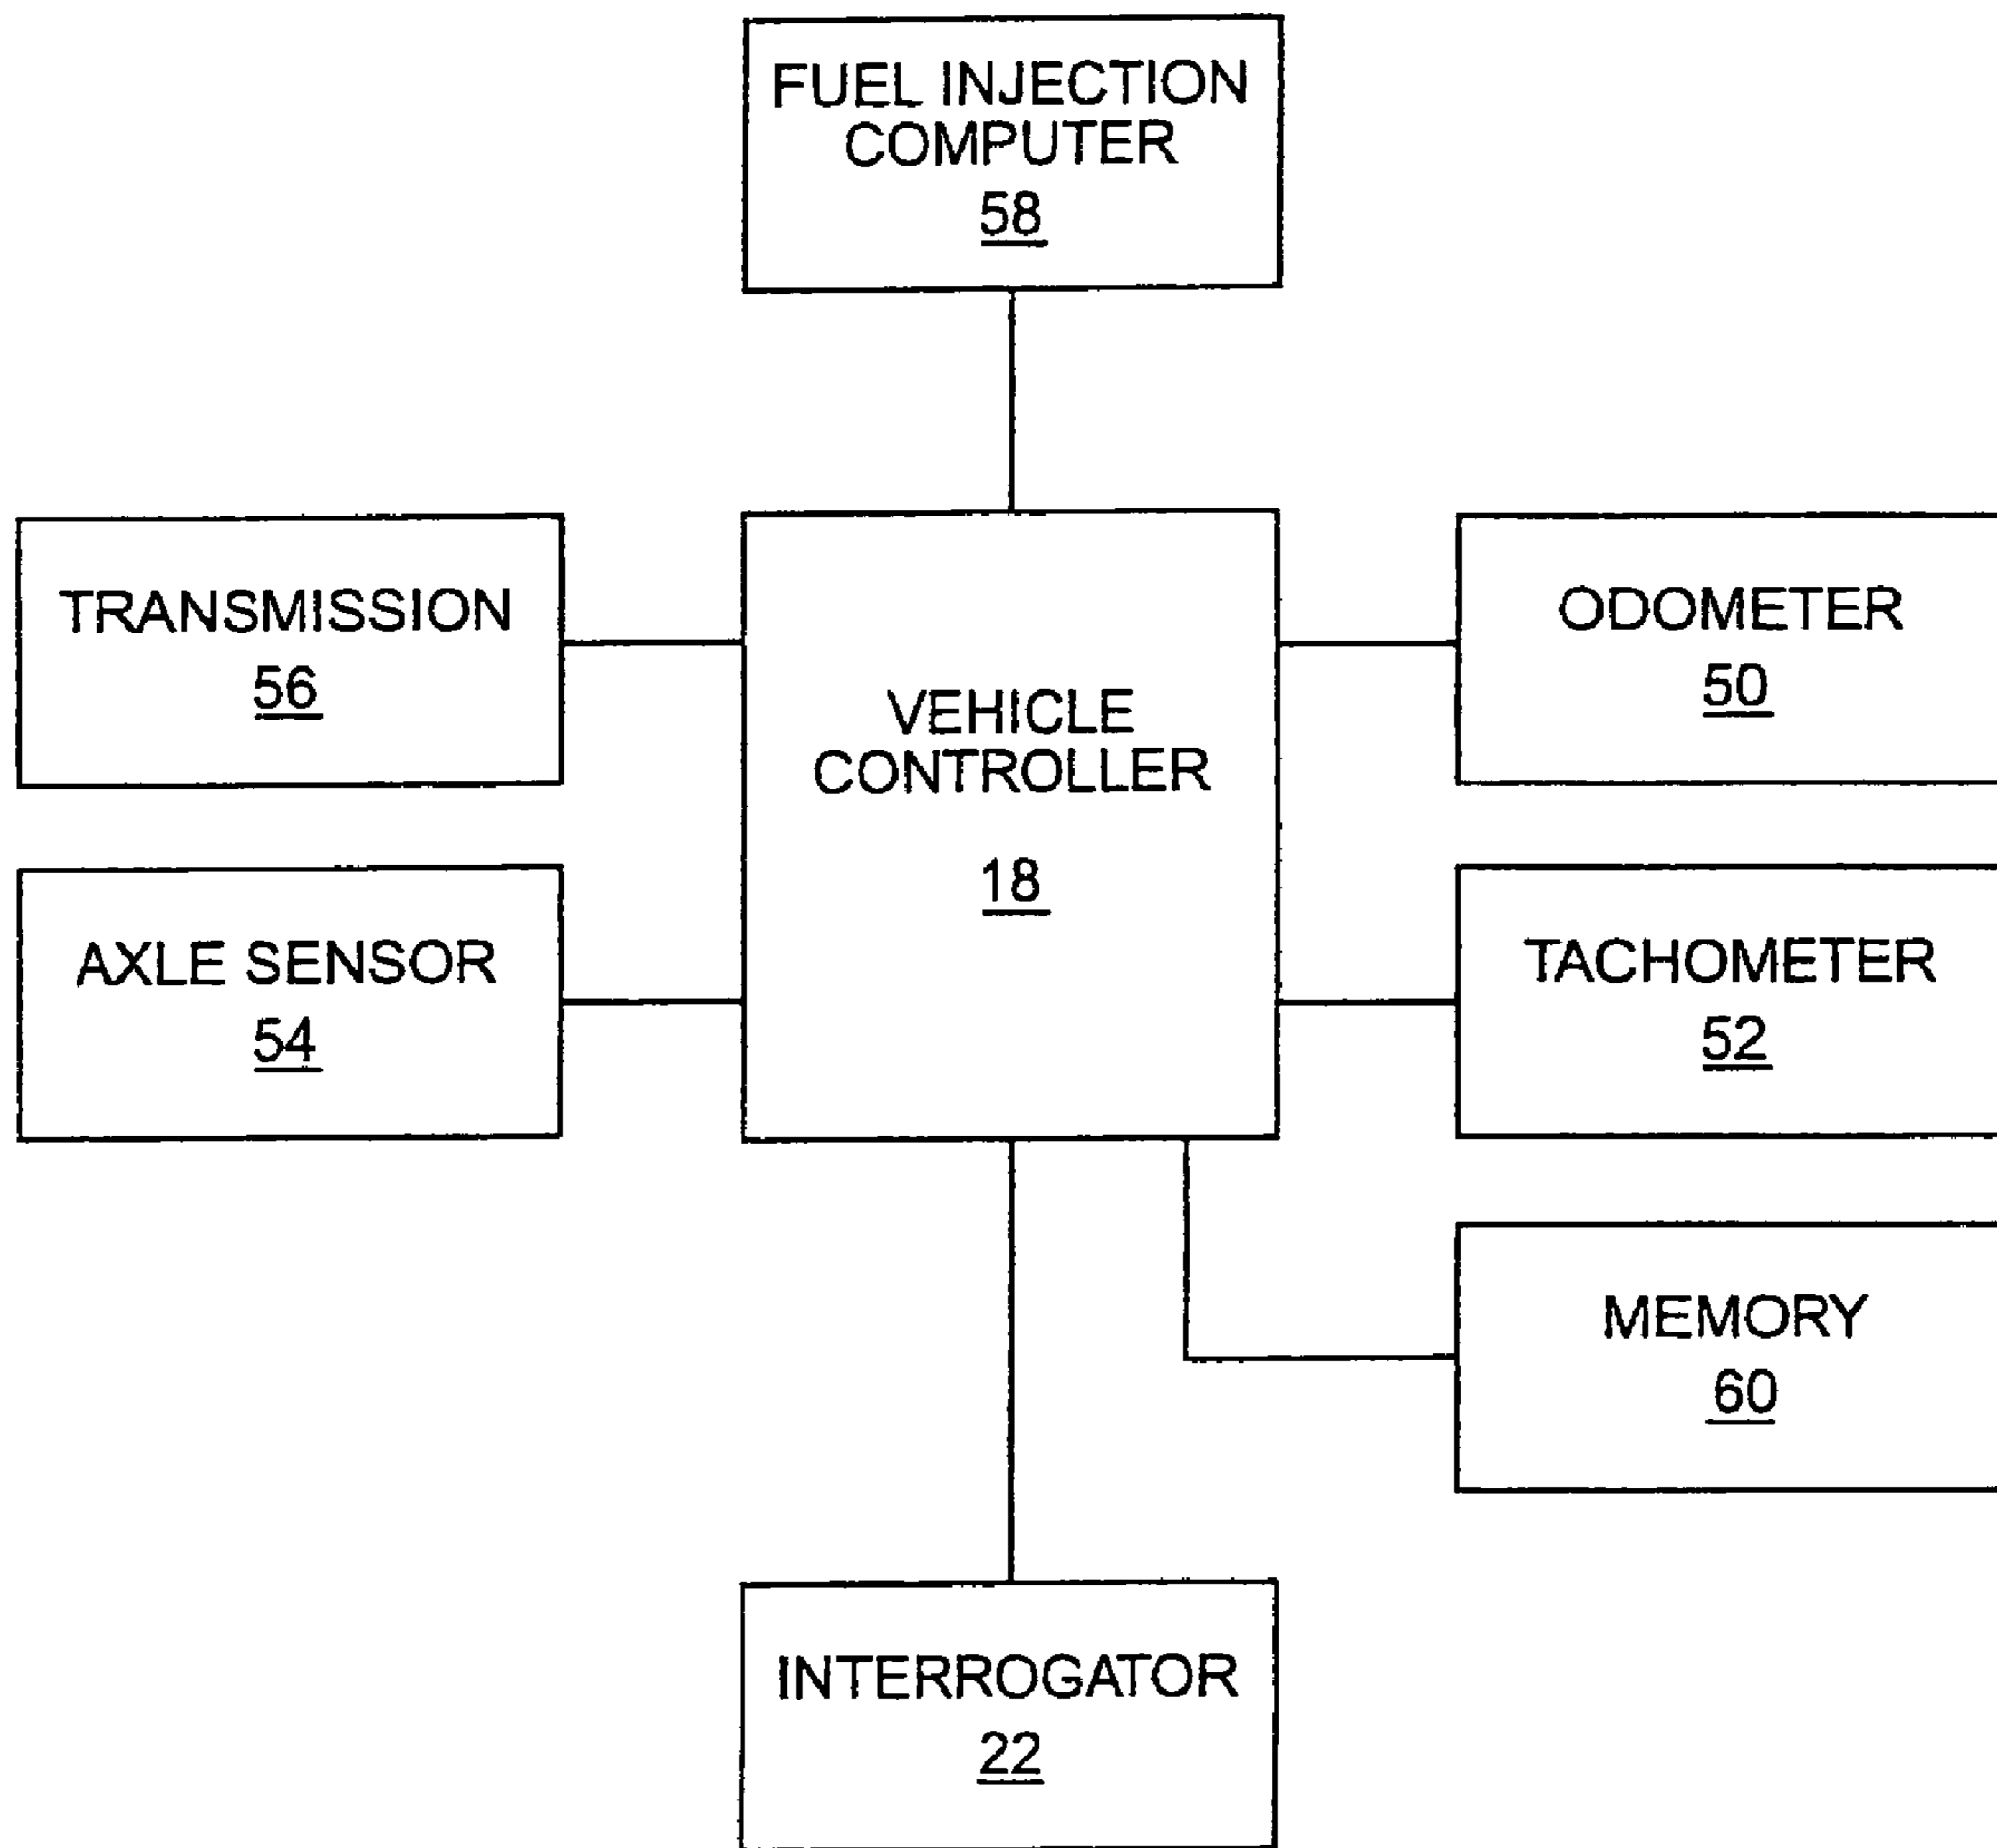 FUEL INJECTION
COMPUTER
58
TRANSMISSION
56
VEHICLE
CONTROLLER
18
ODOMETER
50
AXLE SENSOR
54
TACHOMETER
52
MEMORY
60
INTERROGATOR
22